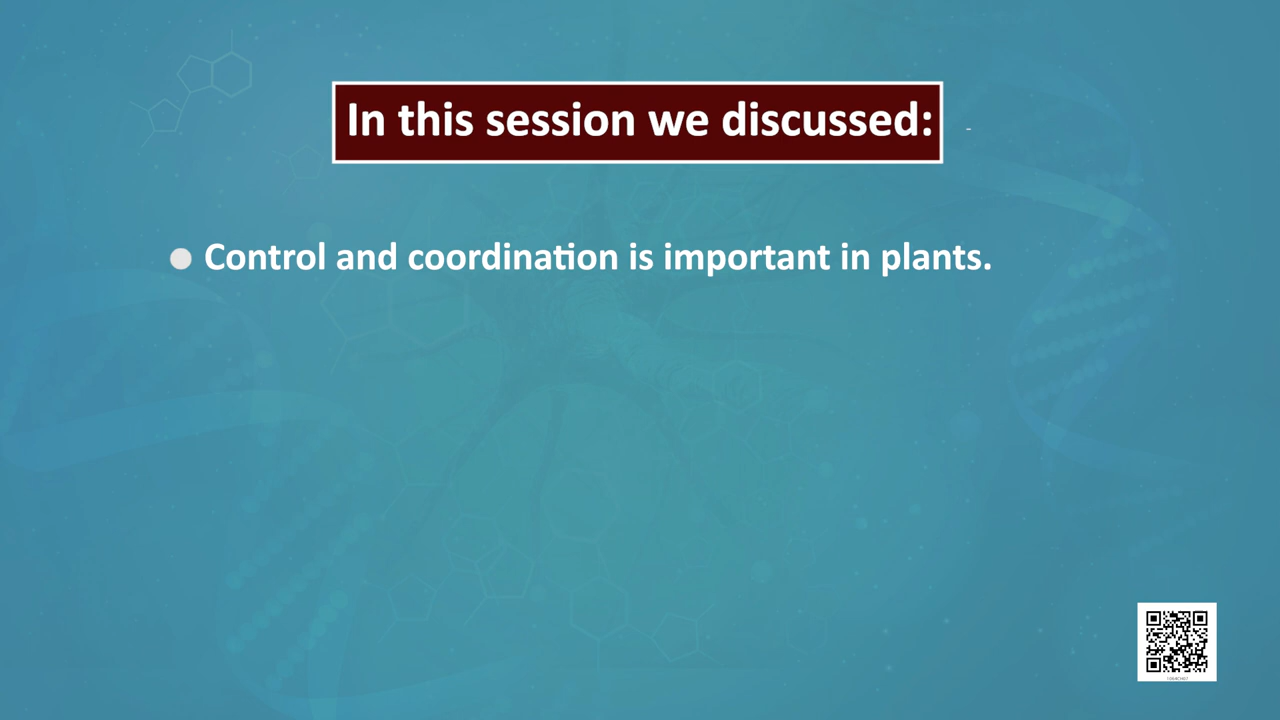 In this session we discussed:
Control and coordination is important in plants.